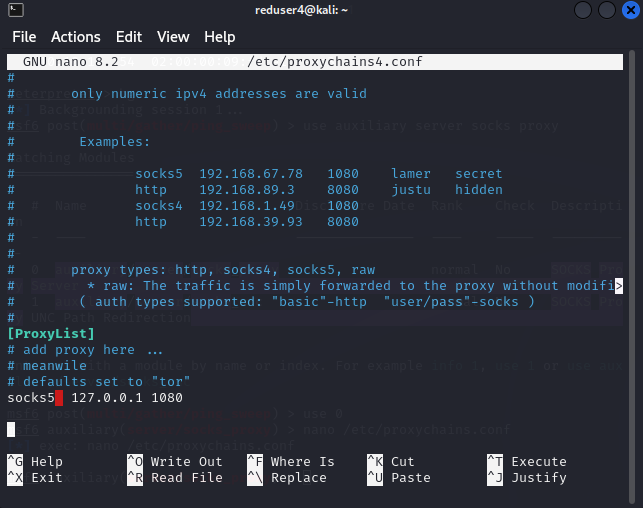 reduser4@kali: ~
File Actions Edit View Help
GNU nano 8.2 /etc/proxychains4.conf
#
# only numeric ipv4 addresses are valid
#
#
# Examples:
#
# socks5 192.168.67.78 1080 lamer secret
# http 192.168.89.3 8080 justu hidden
# socks4 192.168.1.49 1080
# http 192.168.39.93 8080
#
#
# proxy types: http, socks4, socks5, raw
# * raw: The traffic is simply forwarded to the proxy without modifi>
# ( auth types supported: "basic"-http "user/pass"-socks )
#
[ProxyList]
# add proxy here ...
# meanwile
# defaults set to "tor"
socks5 127.0.0.1 1080
^G Help ^O Write Out ^F Where Is ^K Cut ^T Execute
^X Exit ^R Read File ^\ Replace ^U Paste ^J Justify